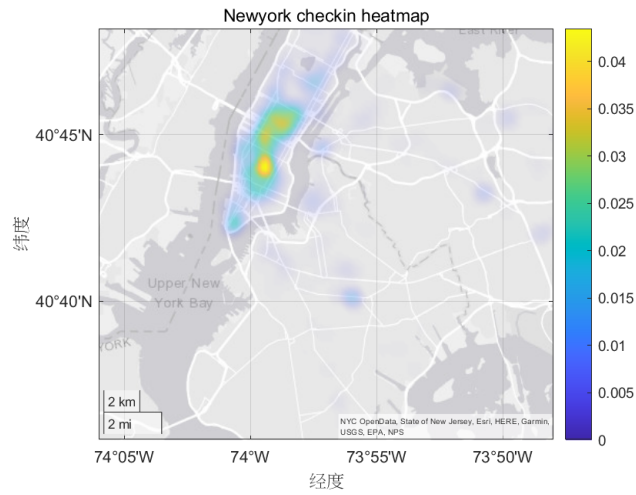 Newyork checkin heatmap
East River
40°45'N
40°40'N
纬度
Upper New
York Bay
YORK
2 km
2 mi
NYC OpenData, State of New Jersey, Esri, HERE, Garmin,
USGS, EPA, NPS
74°05'W
74°W
73°55'W
73°50'W
经度
0.04
0.035
0.03
0.025
0.02
0.015
0.01
0.005
0